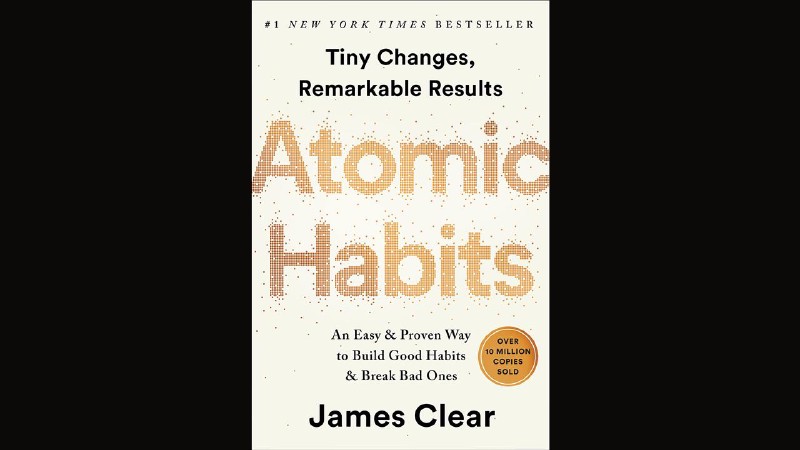 #1 NEW YORK TIMES BESTSELLER
Tiny Changes,
Remarkable Results
Atomic
Habits
An Easy & Proven Way
to Build Good Habits
& Break Bad Ones
OVER
10 MILLION
COPIES
SOLD
James Clear